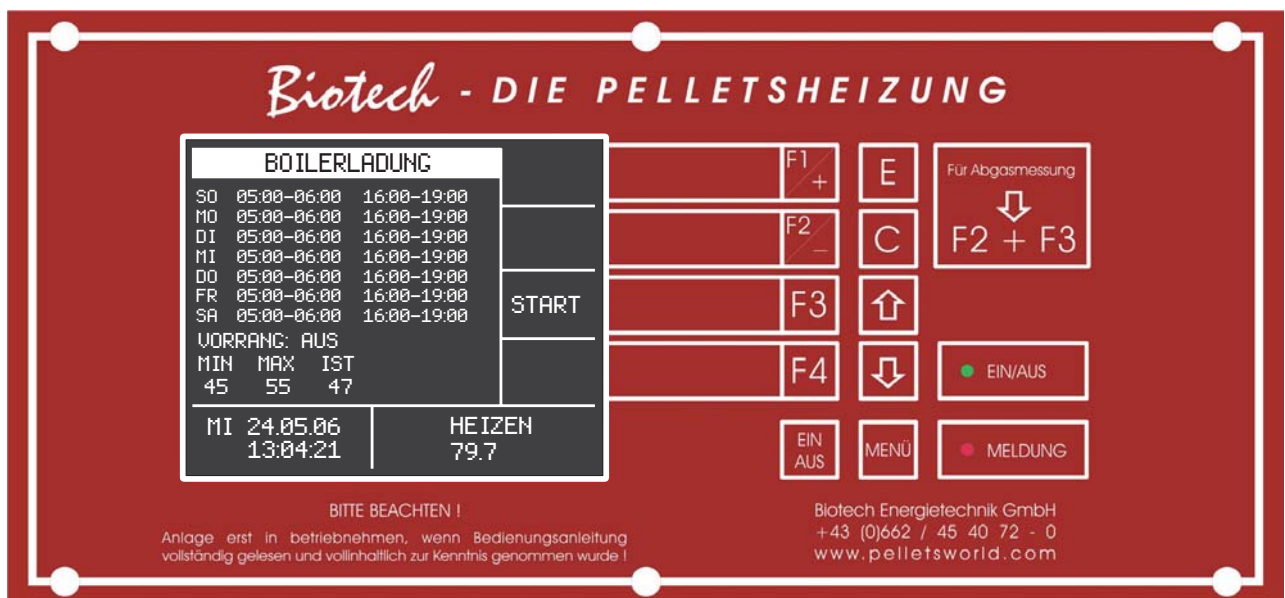 Biotech - DIE PELLETSHEIZUNG
BOILERLADUNG
SO 05:00-06:00 16:00-19:00
MO 05:00-06:00 16:00-19:00
DI 05:00-06:00 16:00-19:00
MI 05:00-06:00 16:00-19:00
DO 05:00-06:00 16:00-19:00
FR 05:00-06:00 16:00-19:00
SA 05:00-06:00 16:00-19:00
VORRANG: AUS
MIN MAX IST
45 55 47
START
MI 24.05.06
13:04:21
HEIZEN
79.7
F1 / +
E
F2 / -
C
F3
F4
EIN AUS
MENÜ
Für Abgasmessung
F2 + F3
EIN/AUS
MELDUNG
BITTE BEACHTEN !
Anlage erst in betriebnehmen, wenn Bedienungsanleitung
vollständig gelesen und vollinhaltlich zur Kenntnis genommen wurde !
Biotech Energietechnik GmbH
+43 (0)662 / 45 40 72 - 0
www.pelletsworld.com